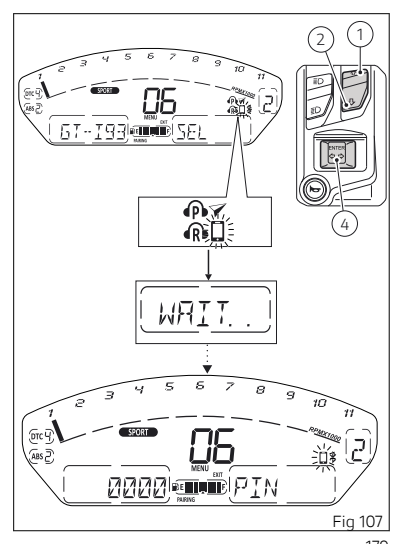 2
1
1 2 3 4 5 6 7 8 9 10 11
RPMX1000
SPORT
DTC 4
ABS 2
06
2
MENU
EXIT
P
R
GT-I93
E F
SEL
PAIRING
ENTER
4
P
R
WAIT..
1 2 3 4 5 6 7 8 9 10 11
RPMX1000
SPORT
DTC 4
ABS 2
06
2
MENU
EXIT
0000
E F
PIN
PAIRING
Fig 107